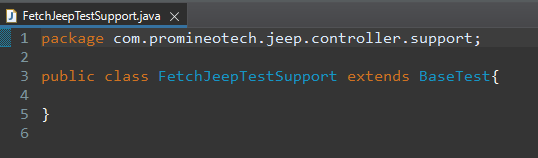 FetchJeepTestSupport.java
1 package com.promineotech.jeep.controller.support;
2
3 public class FetchJeepTestSupport extends BaseTest{
4
5 }
6